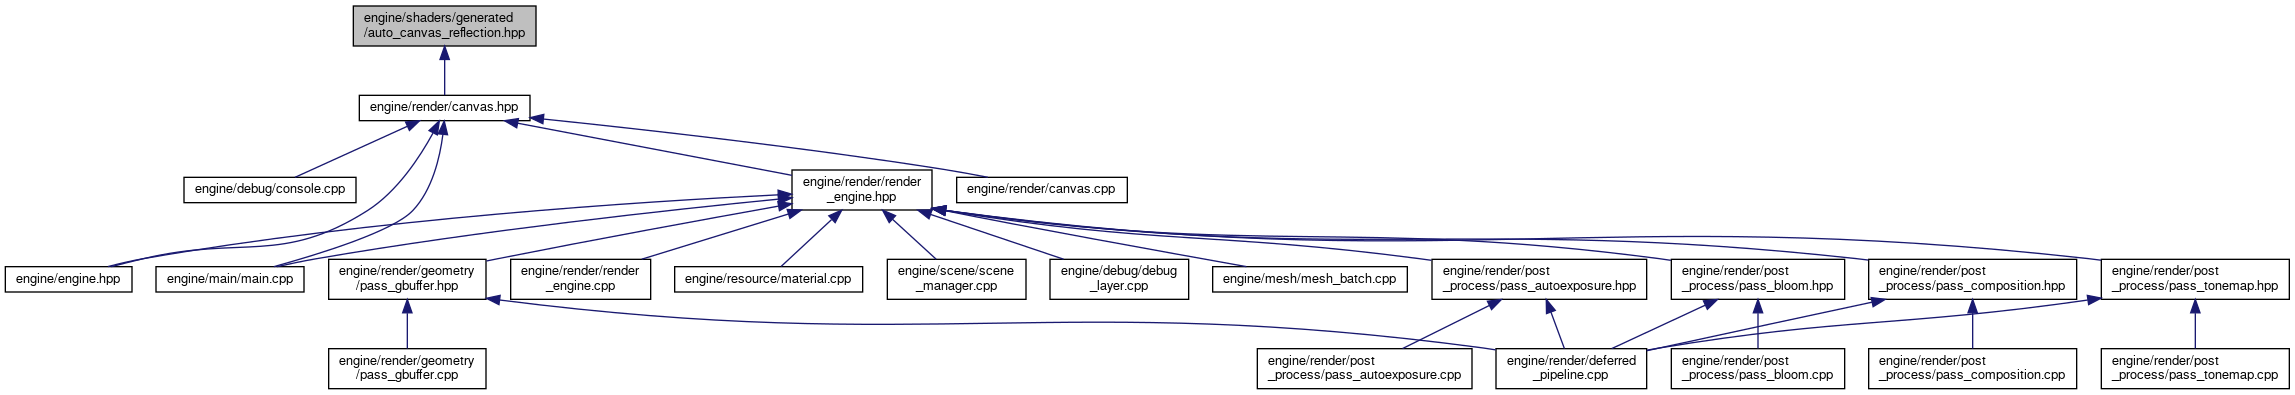 engine/shaders/generated
/auto_canvas_reflection.hpp
engine/render/canvas.hpp
engine/debug/console.cpp
engine/render/render
_engine.hpp
engine/render/canvas.cpp
engine/engine.hpp
engine/main/main.cpp
engine/render/geometry
/pass_gbuffer.hpp
engine/render/render
_engine.cpp
engine/resource/material.cpp
engine/scene/scene
_manager.cpp
engine/debug/debug
_layer.cpp
engine/mesh/mesh_batch.cpp
engine/render/post
_process/pass_autoexposure.hpp
engine/render/post
_process/pass_bloom.hpp
engine/render/post
_process/pass_composition.hpp
engine/render/post
_process/pass_tonemap.hpp
engine/render/geometry
/pass_gbuffer.cpp
engine/render/post
_process/pass_autoexposure.cpp
engine/render/deferred
_pipeline.cpp
engine/render/post
_process/pass_bloom.cpp
engine/render/post
_process/pass_composition.cpp
engine/render/post
_process/pass_tonemap.cpp